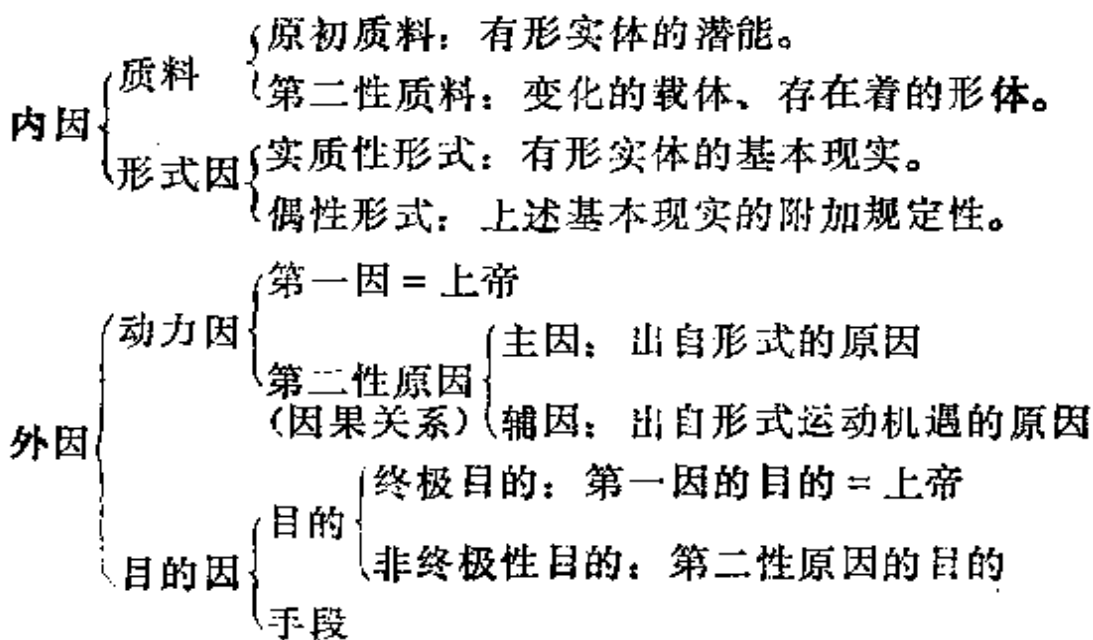 原初质料：有形实体的潜能。
质料
第二性质料：变化的载体、存在着的形体。
内因
实质性形式：有形实体的基本现实。
形式因
偶性形式：上述基本现实的附加规定性。
第一因=上帝
动力因
主因：出自形式的原因
第二性原因
(因果关系)
辅因：出自形式运动机遇的原因
外因
终极目的：第一因的目的=上帝
目的
非终极性目的：第二性原因的目的
目的因
手段